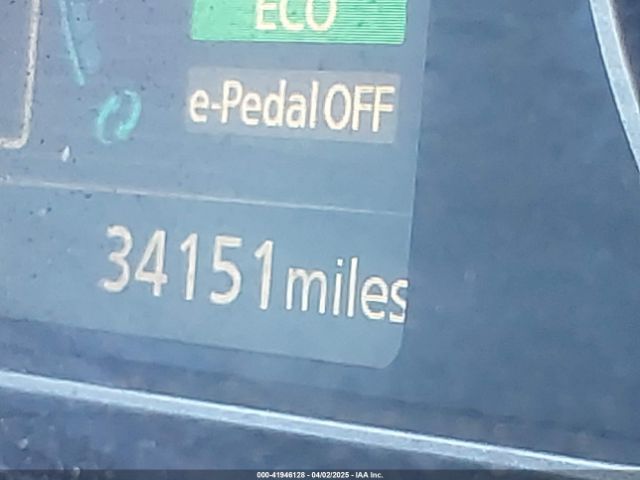 ECO
e-Pedal OFF
34151 miles
000-41946128 - 04/02/2025 - IAA Inc.